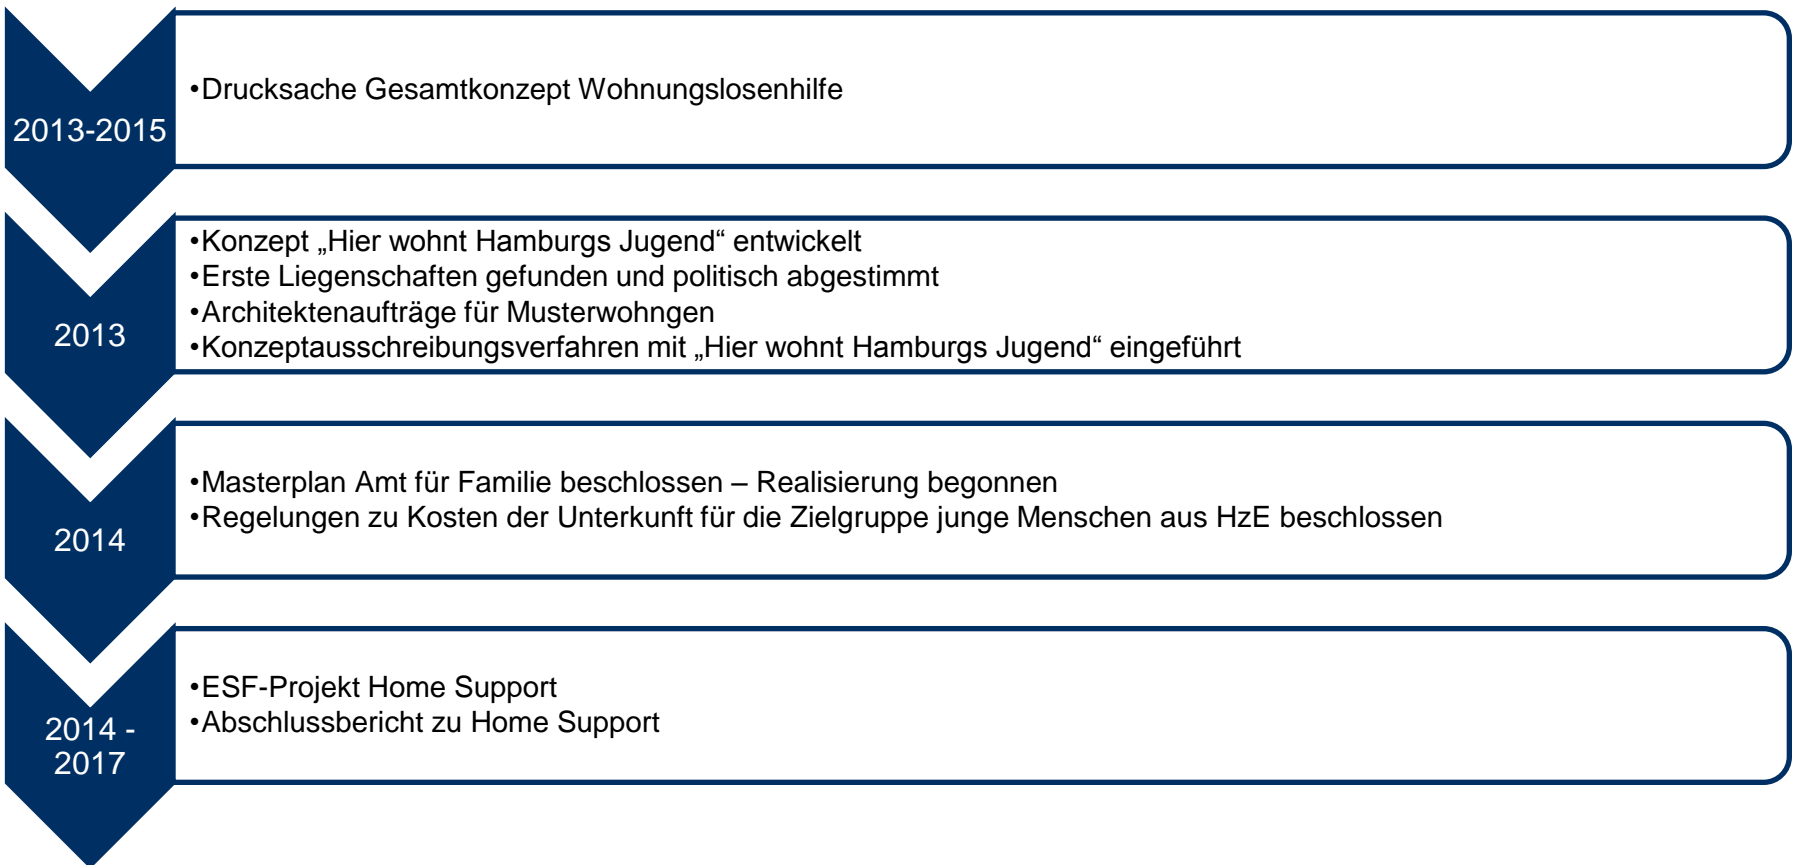 2013-2015
•Drucksache Gesamtkonzept Wohnungslosenhilfe
2013
•Konzept „Hier wohnt Hamburgs Jugend“ entwickelt
•Erste Liegenschaften gefunden und politisch abgestimmt
•Architektenaufträge für Musterwohngen
•Konzeptausschreibungsverfahren mit „Hier wohnt Hamburgs Jugend“ eingeführt
2014
•Masterplan Amt für Familie beschlossen – Realisierung begonnen
•Regelungen zu Kosten der Unterkunft für die Zielgruppe junge Menschen aus HzE beschlossen
2014 -
2017
•ESF-Projekt Home Support
•Abschlussbericht zu Home Support